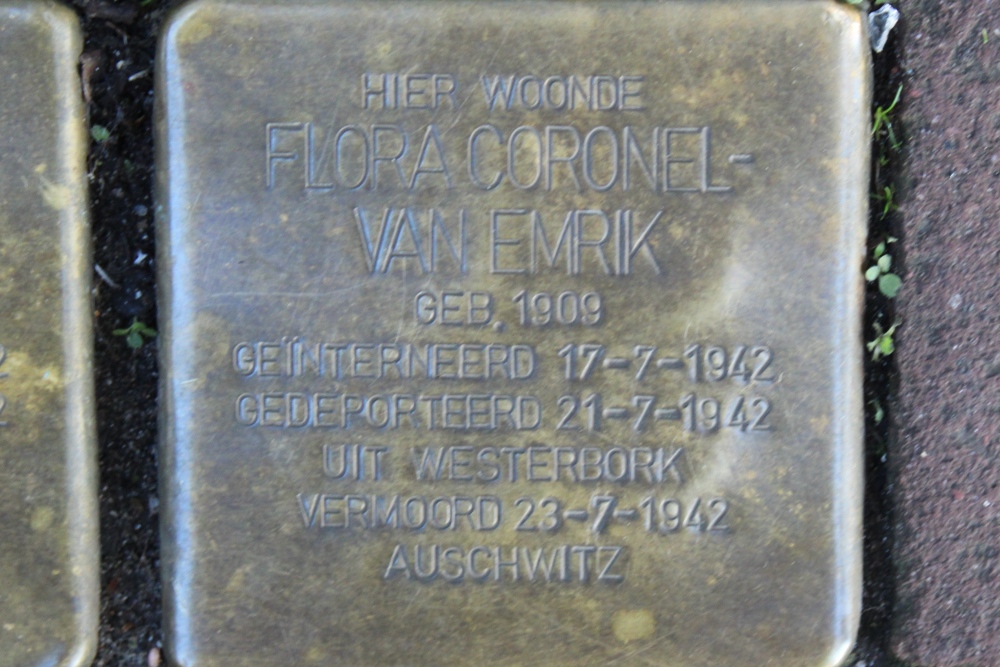 HIER WOONDE
FLORA CORONEL-
VAN EMRIK
GEB. 1909
GEÏNTERNEERD 17-7-1942
GEDEPORTEERD 21-7-1942
UIT WESTERBORK
VERMOORD 23-7-1942
AUSCHWITZ